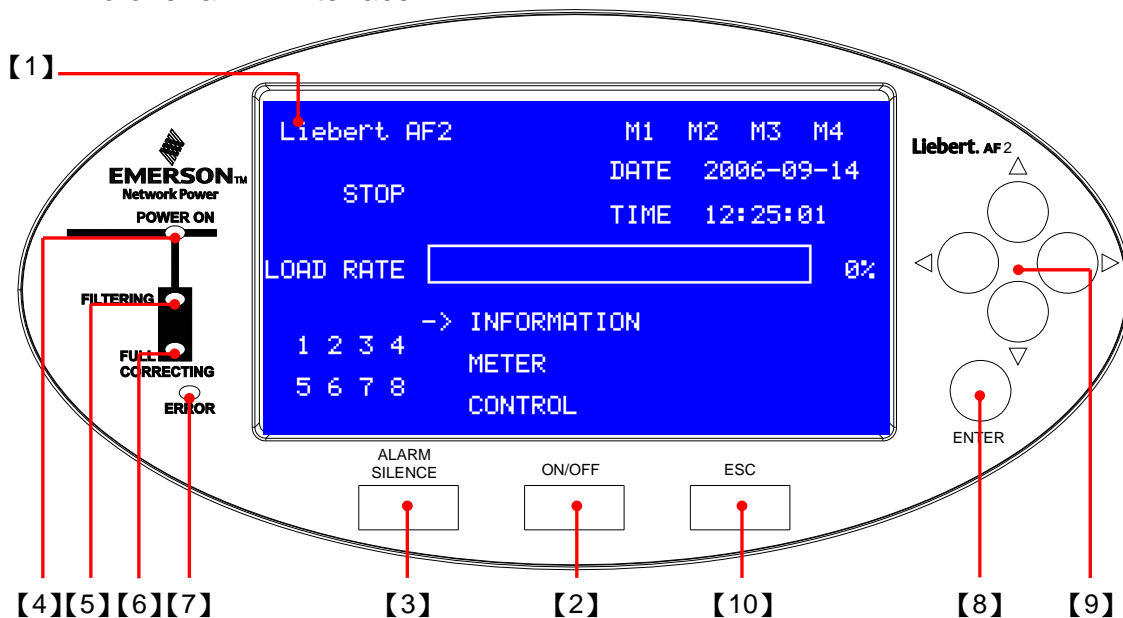 【1】
Liebert AF2 M1 M2 M3 M4
DATE 2006-09-14
STOP
TIME 12:25:01
LOAD RATE 0%
-> INFORMATION
1 2 3 4
METER
5 6 7 8
CONTROL
EMERSON™
Network Power
POWER ON
FILTERING
FULL
CORRECTING
ERROR
Liebert. AF2
ENTER
ALARM
SILENCE
ON/OFF
ESC
【4】【5】【6】【7】 【3】 【2】 【10】 【8】 【9】